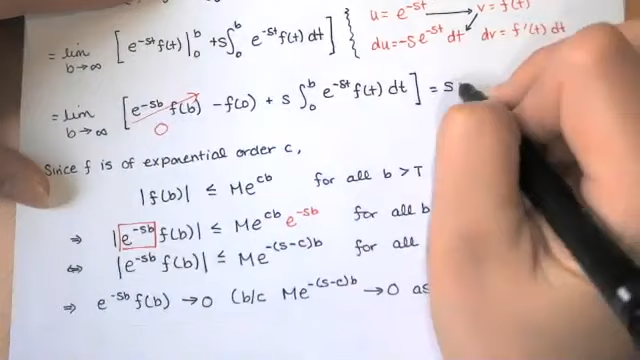 = lim b→∞ [ e^-st f(t) |_0^b + s ∫_0^b e^-st f(t) dt ]
u = e^-st v = f(t)
du = -s e^-st dt dv = f'(t) dt
= lim b→∞ [ e^-sb f(b) - f(0) + s ∫_0^b e^-st f(t) dt ] = s
0
Since f is of exponential order c,
|f(b)| ≤ Me^cb for all b > T
⇒ |e^-sb f(b)| ≤ Me^cb e^-sb for all b
⇔ |e^-sb f(b)| ≤ Me^-(s-c)b for all
⇒ e^-sb f(b) → 0 (b/c Me^-(s-c)b → 0 as